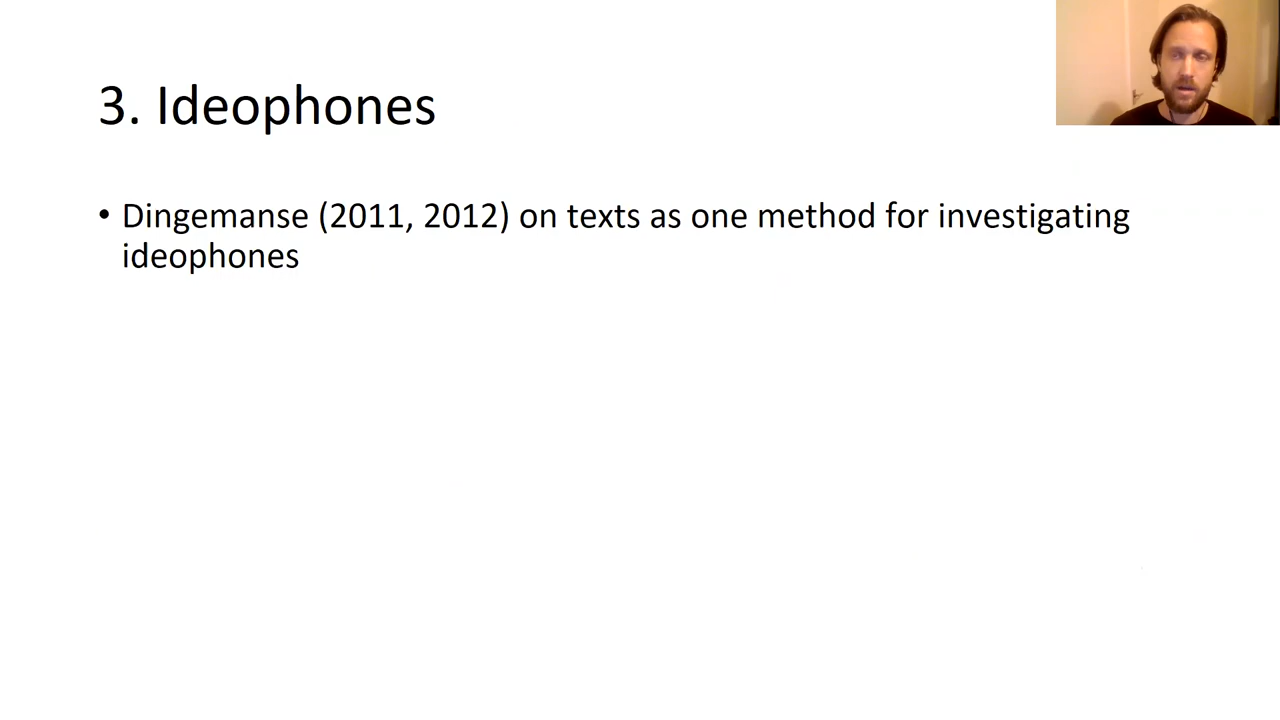 3. Ideophones
• Dingemanse (2011, 2012) on texts as one method for investigating
ideophones